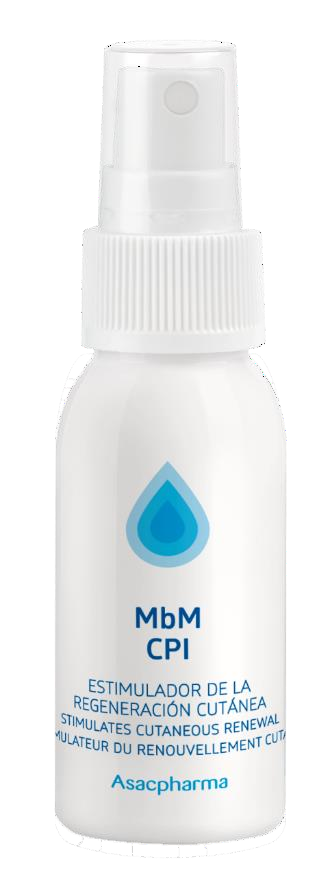 MbM
CPI
ESTIMULADOR DE LA
REGENERACIÓN CUTÁNEA
STIMULATES CUTANEOUS RENEWAL
DU RENOUVELLEMENT
Asacpharma